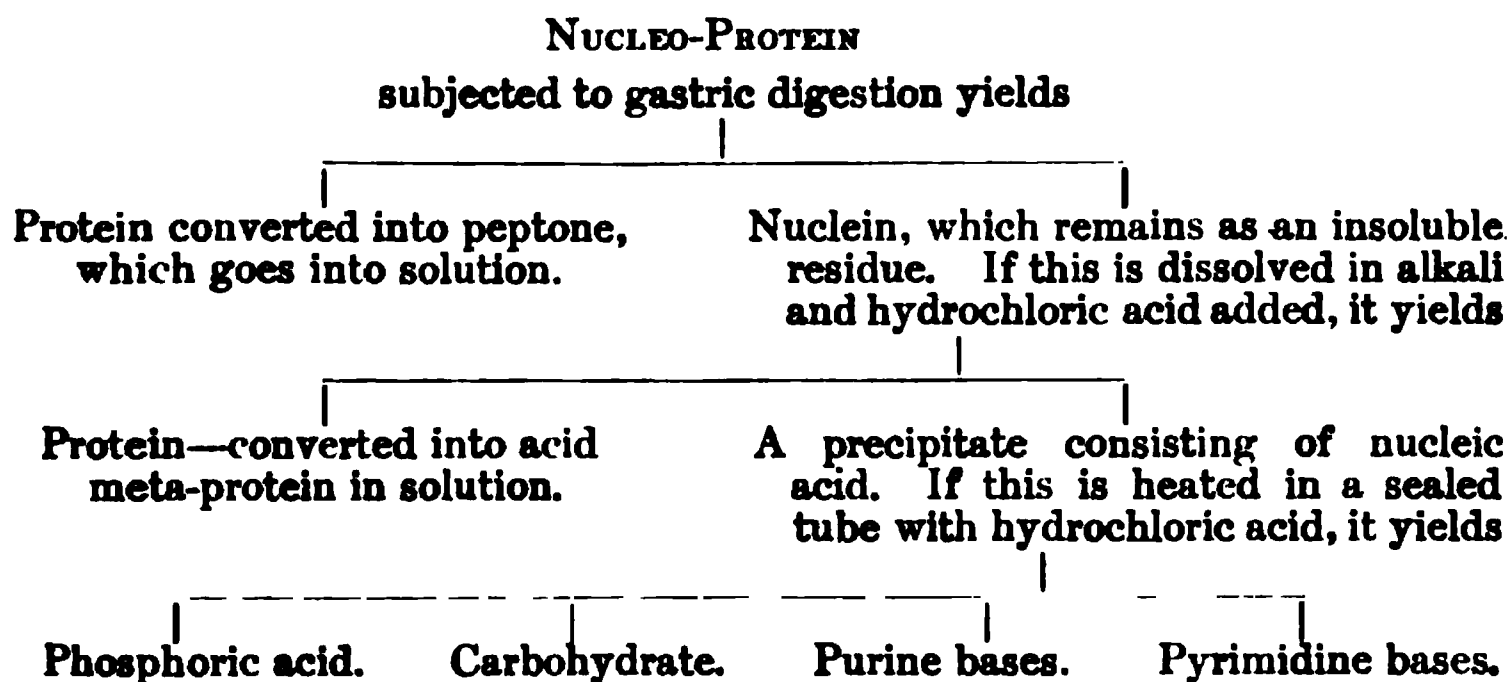 NUCLEO-PROTEIN
subjected to gastric digestion yields
Protein converted into peptone,
which goes into solution.
Nuclein, which remains as an insoluble
residue. If this is dissolved in alkali
and hydrochloric acid added, it yields
Protein—converted into acid
meta-protein in solution.
A precipitate consisting of nucleic
acid. If this is heated in a sealed
tube with hydrochloric acid, it yields
Phosphoric acid. Carbohydrate. Purine bases. Pyrimidine bases.